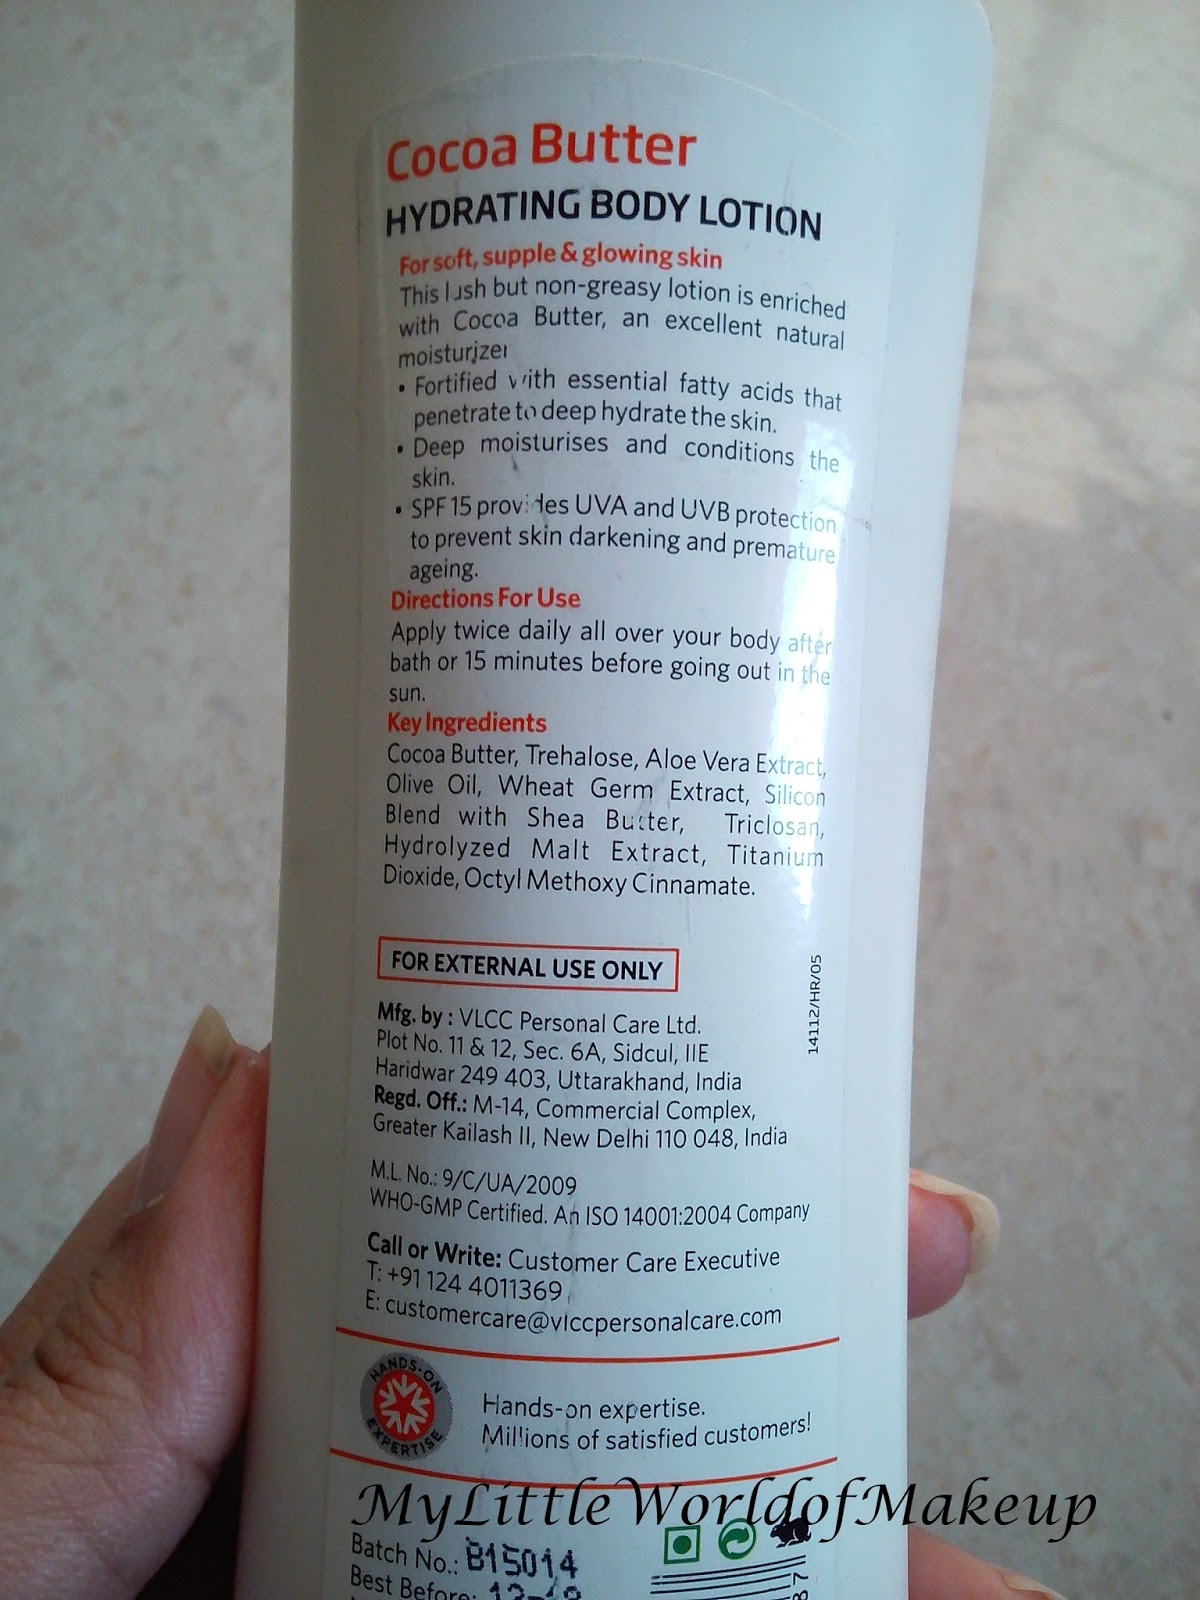 Cocoa Butter
HYDRATING BODY LOTION
For soft, supple & glowing skin
This lush but non-greasy lotion is enriched
with Cocoa Butter, an excellent natural
moisturizer
• Fortified with essential fatty acids that
penetrate to deep hydrate the skin.
• Deep moisturises and conditions the
skin.
• SPF 15 provides UVA and UVB protection
to prevent skin darkening and premature
ageing.
Directions For Use
Apply twice daily all over your body after
bath or 15 minutes before going out in the
sun.
Key Ingredients
Cocoa Butter, Trehalose, Aloe Vera Extract,
Olive Oil, Wheat Germ Extract, Silicon
Blend with Shea Butter, Triclosan,
Hydrolyzed Malt Extract, Titanium
Dioxide, Octyl Methoxy Cinnamate.
FOR EXTERNAL USE ONLY
14112/HR/05
Mfg. by : VLCC Personal Care Ltd.
Plot No. 11 & 12, Sec. 6A, Sidcul, IIE
Haridwar 249 403, Uttarakhand, India
Regd. Off.: M-14, Commercial Complex,
Greater Kailash II, New Delhi 110 048, India
M.L. No.: 9/C/UA/2009
WHO-GMP Certified. An ISO 14001:2004 Company
Call or Write: Customer Care Executive
T: +91 124 4011369
E: customercare@vlccpersonalcare.com
HANDS-ON
EXPERTISE
Hands-on expertise.
Millions of satisfied customers!
MyLittleWorldofMakeup
Batch No.: B15014
Best Before: